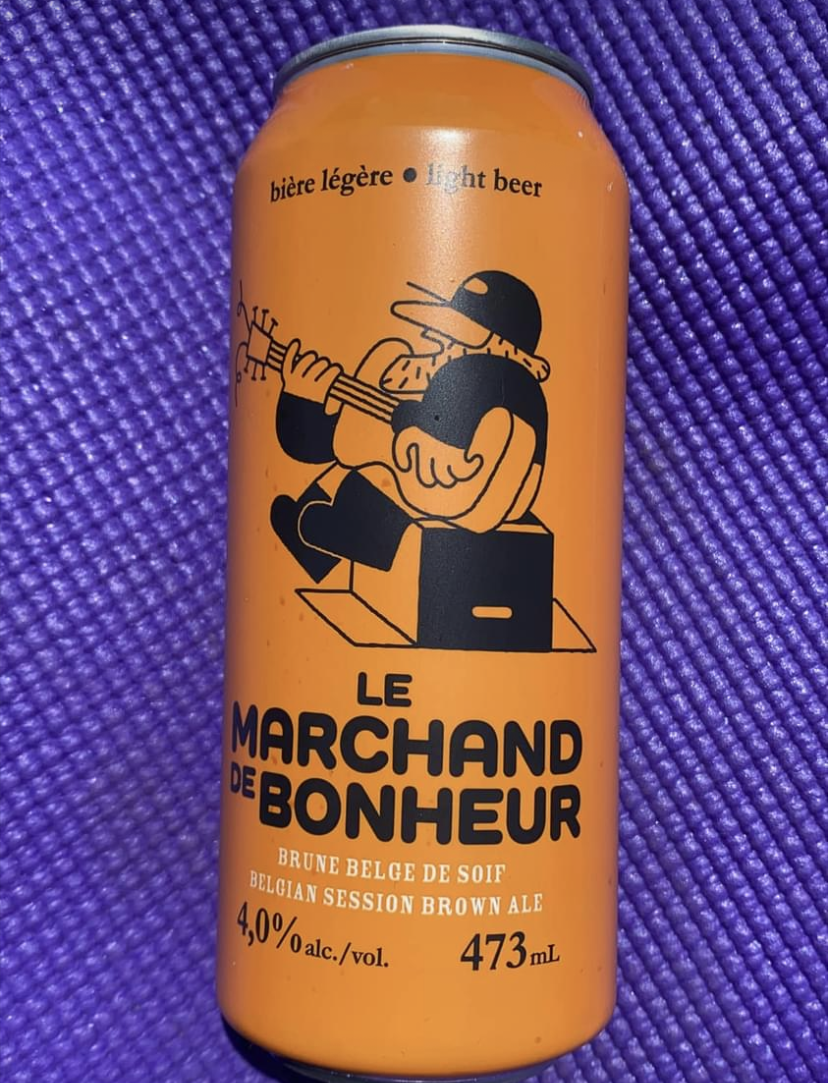 bière légère • light beer
LE
MARCHAND
DE BONHEUR
BRUNE BELGE DE SOIF
BELGIAN SESSION BROWN ALE
4,0% alc./vol. 473 mL